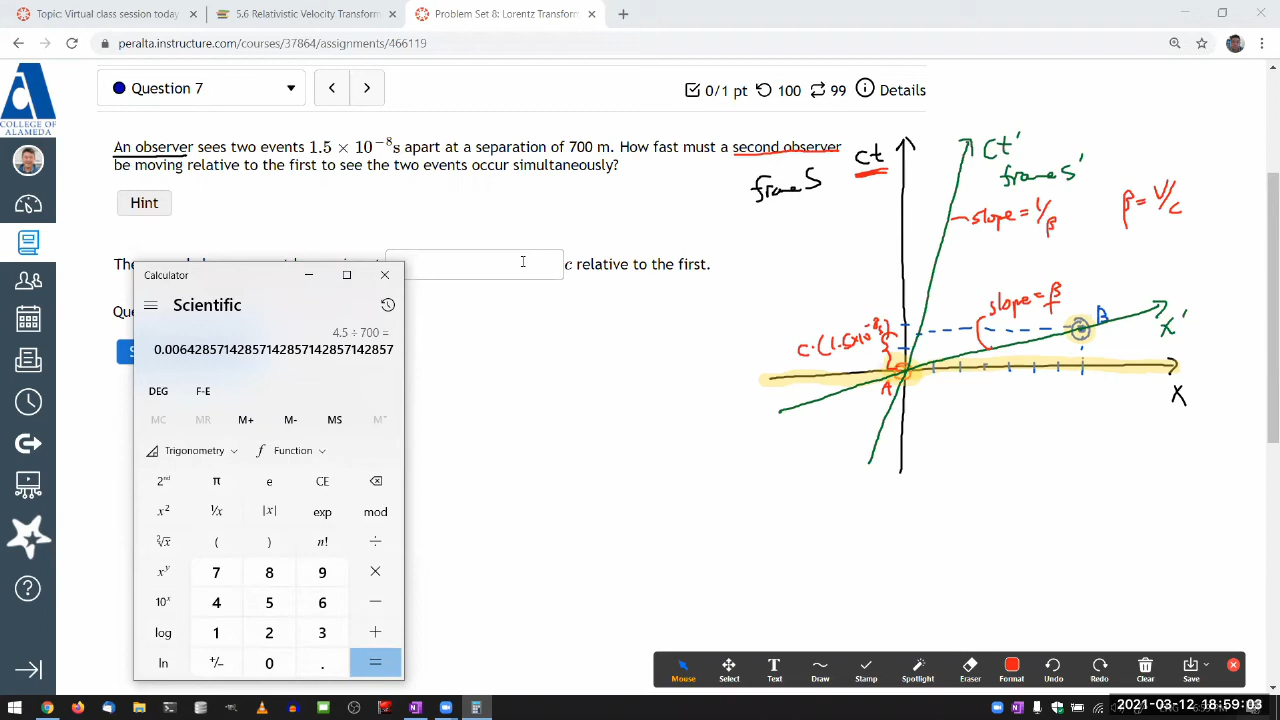 Topic: Virtual class session today
5.6 Relativistic Velocity Transform
Problem Set 8: Lorentz Transform
peralta.instructure.com/courses/37864/assignments/466119
COLLEGE OF
ALAMEDA
Question 7
0/1 pt
100
99
Details
An observer sees two events 1.5 × 10⁻⁸s apart at a separation of 700 m. How fast must a second observer
be moving relative to the first to see the two events occur simultaneously?
Hint
c relative to the first.
Calculator
Scientific
4.5 ÷ 700 =
0.00642857142857142857142857142857
DEG
F-E
MC
MR
M+
M-
MS
M˅
Trigonometry
Function
2ⁿᵈ
π
e
CE
x²
¹/x
|x|
exp
mod
²√x
(
)
n!
÷
xʸ
7
8
9
×
10ˣ
4
5
6
−
log
1
2
3
+
ln
+/-
0
.
=
frame S
ct
ct'
frame S'
slope = 1/β
β = v/c
slope = β
c·(1.5×10⁻⁸s)
B
x'
A
x
Mouse
Select
Text
Draw
Stamp
Spotlight
Eraser
Format
Undo
Redo
Clear
Save
2021-03-12 18:59:03